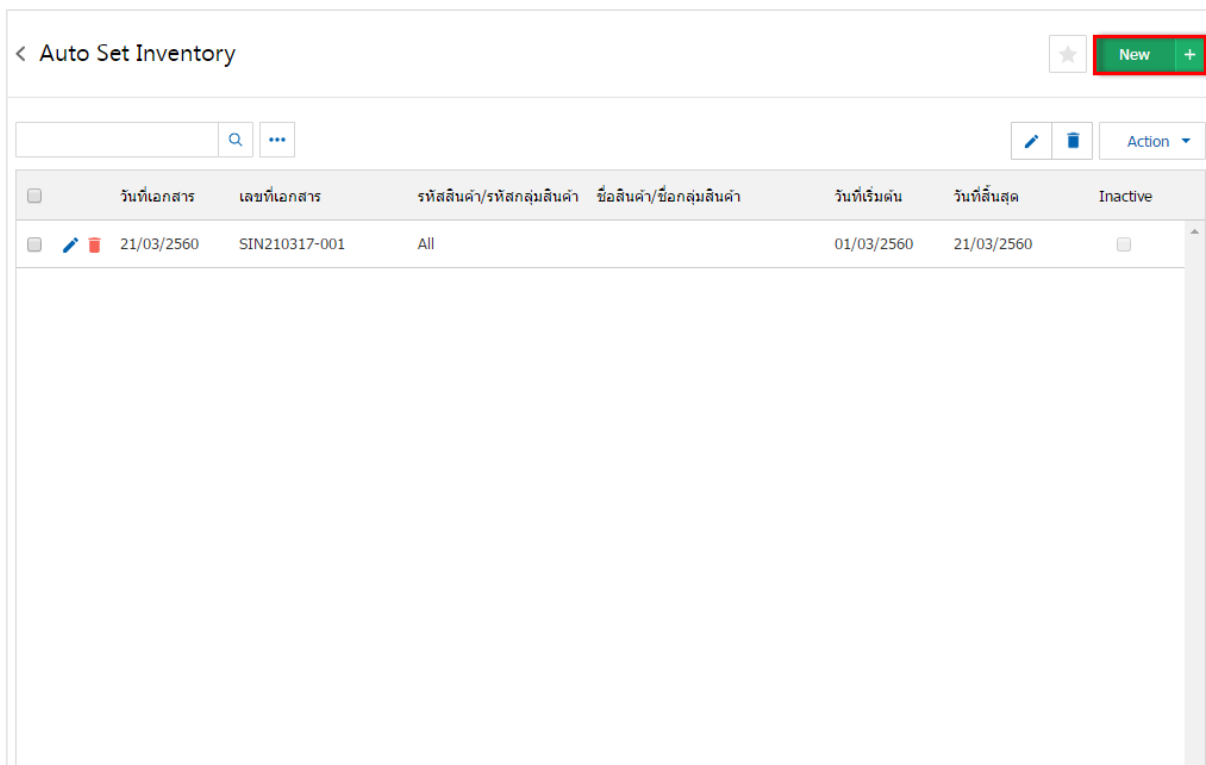 < Auto Set Inventory
New +
Action
วันที่เอกสาร เลขที่เอกสาร รหัสสินค้า/รหัสกลุ่มสินค้า ชื่อสินค้า/ชื่อกลุ่มสินค้า วันที่เริ่มต้น วันที่สิ้นสุด Inactive
21/03/2560 SIN210317-001 All 01/03/2560 21/03/2560